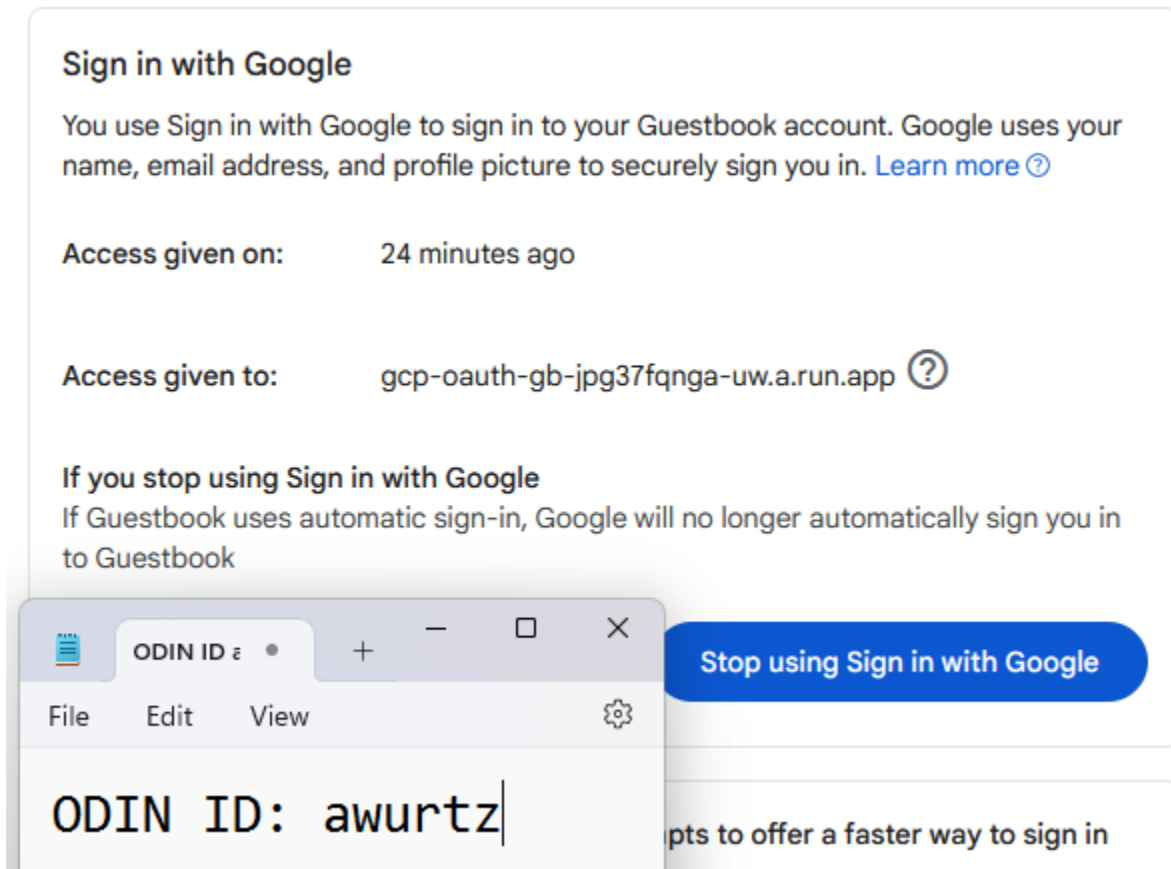 Sign in with Google
You use Sign in with Google to sign in to your Guestbook account. Google uses your
name, email address, and profile picture to securely sign you in. Learn more
Access given on: 24 minutes ago
Access given to: gcp-oauth-gb-jpg37fqnga-uw.a.run.app
If you stop using Sign in with Google
If Guestbook uses automatic sign-in, Google will no longer automatically sign you in
to Guestbook
ODIN ID
Stop using Sign in with Google
File Edit View
ODIN ID: awurtz
to offer a faster way to sign in